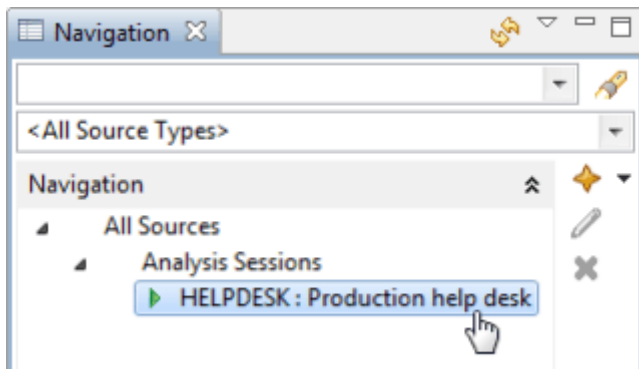 Navigation
<All Source Types>
Navigation
All Sources
Analysis Sessions
HELPDESK : Production help desk